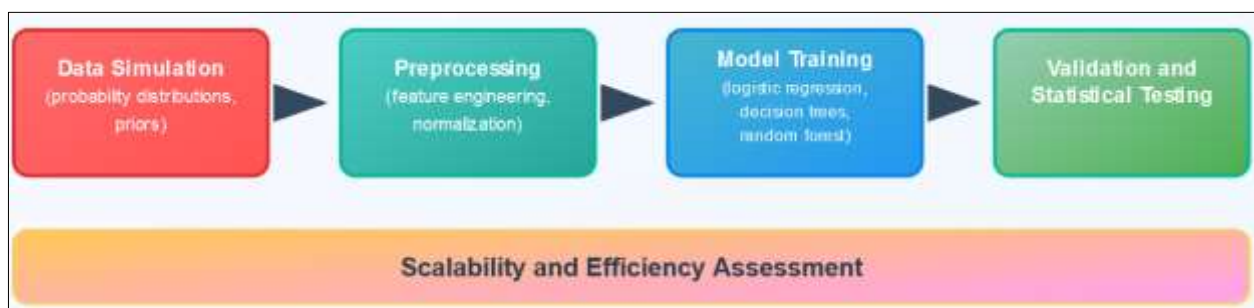 Data Simulation
(probability distributions,
priors)
Preprocessing
(feature engineering,
normalization)
Model Training
(logistic regression,
decision trees,
random forest)
Validation and
Statistical Testing
Scalability and Efficiency Assessment